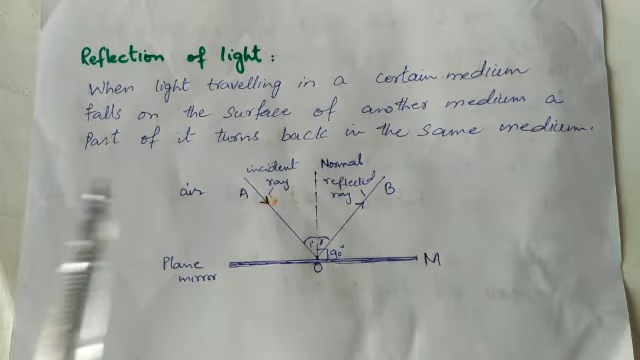 Reflection of light :
When light travelling in a certain medium
falls on the surface of another medium a
Part of it turns back in the same medium.
incident
ray
Normal
reflected
ray
air
A
B
i r
90°
Plane
mirror
O
M